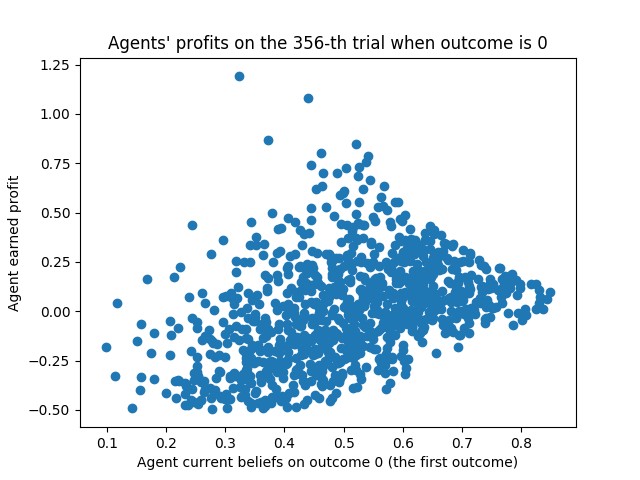 Agents' profits on the 356-th trial when outcome is 0
1.25
1.00
0.75
0.50
0.25
0.00
−0.25
−0.50
Agent earned profit
0.1 0.2 0.3 0.4 0.5 0.6 0.7 0.8
Agent current beliefs on outcome 0 (the first outcome)